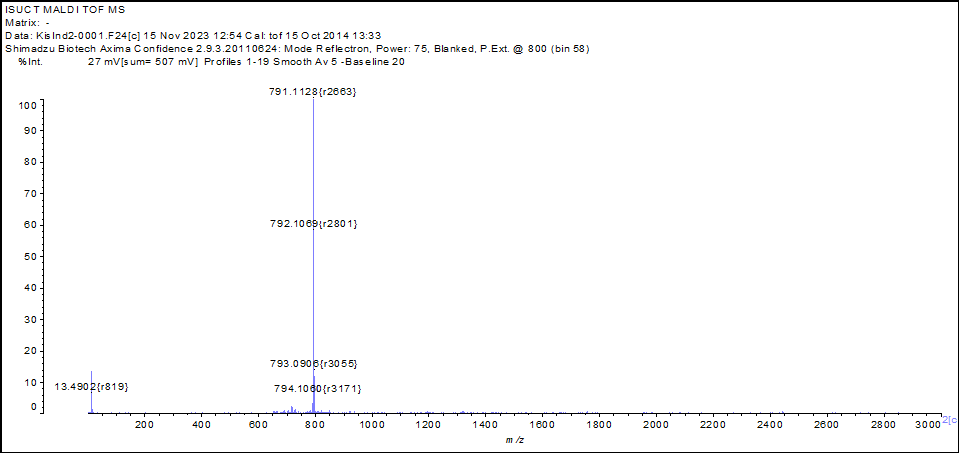 ISUCT MALDI TOF MS
Matrix: -
Data: KisInd2-0001.F24[c] 15 Nov 2023 12:54 Cal: tof 15 Oct 2014 13:33
Shimadzu Biotech Axima Confidence 2.9.3.20110624: Mode Reflectron, Power: 75, Blanked, P.Ext. @ 800 (bin 58)
%Int. 27 mV[sum= 507 mV] Profiles 1-19 Smooth Av 5 -Baseline 20
791.1128{r2663}
100
90
80
70
792.1069{r2801}
60
50
40
30
793.0906{r3055}
20
13.4902{r819}
794.1060{r3171}
10
0
2[c
200 400 600 800 1000 1200 1400 1600 1800 2000 2200 2400 2600 2800 3000
m/z